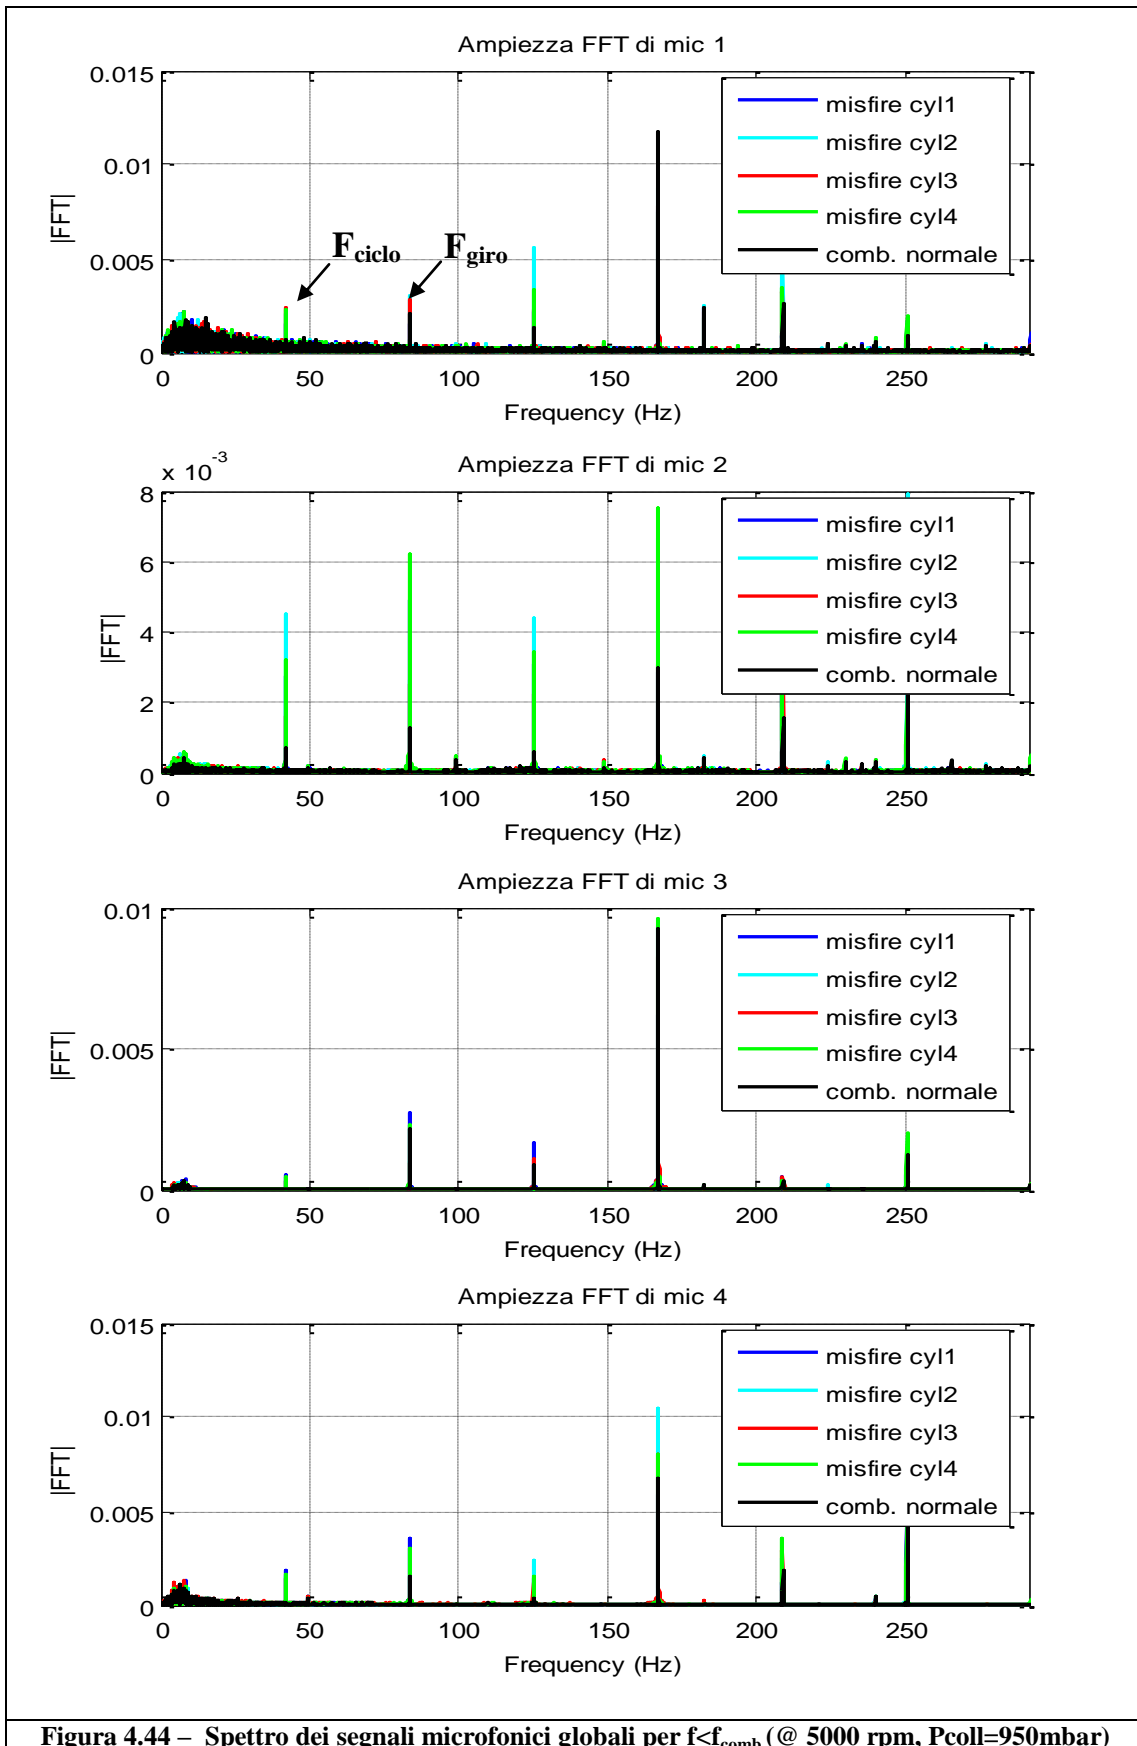 Ampiezza FFT di mic 1
0.015
0.01
0.005
0
|FFT|
F_ciclo
F_giro
misfire cyl1
misfire cyl2
misfire cyl3
misfire cyl4
comb. normale
0 50 100 150 200 250
Frequency (Hz)
x 10^-3
Ampiezza FFT di mic 2
8
6
4
2
0
|FFT|
misfire cyl1
misfire cyl2
misfire cyl3
misfire cyl4
comb. normale
0 50 100 150 200 250
Frequency (Hz)
Ampiezza FFT di mic 3
0.01
0.005
0
|FFT|
misfire cyl1
misfire cyl2
misfire cyl3
misfire cyl4
comb. normale
0 50 100 150 200 250
Frequency (Hz)
Ampiezza FFT di mic 4
0.015
0.01
0.005
0
|FFT|
misfire cyl1
misfire cyl2
misfire cyl3
misfire cyl4
comb. normale
0 50 100 150 200 250
Frequency (Hz)
Figura 4.44 – Spettro dei segnali microfonici globali per f<f_comb (@ 5000 rpm, Pcoll=950mbar)